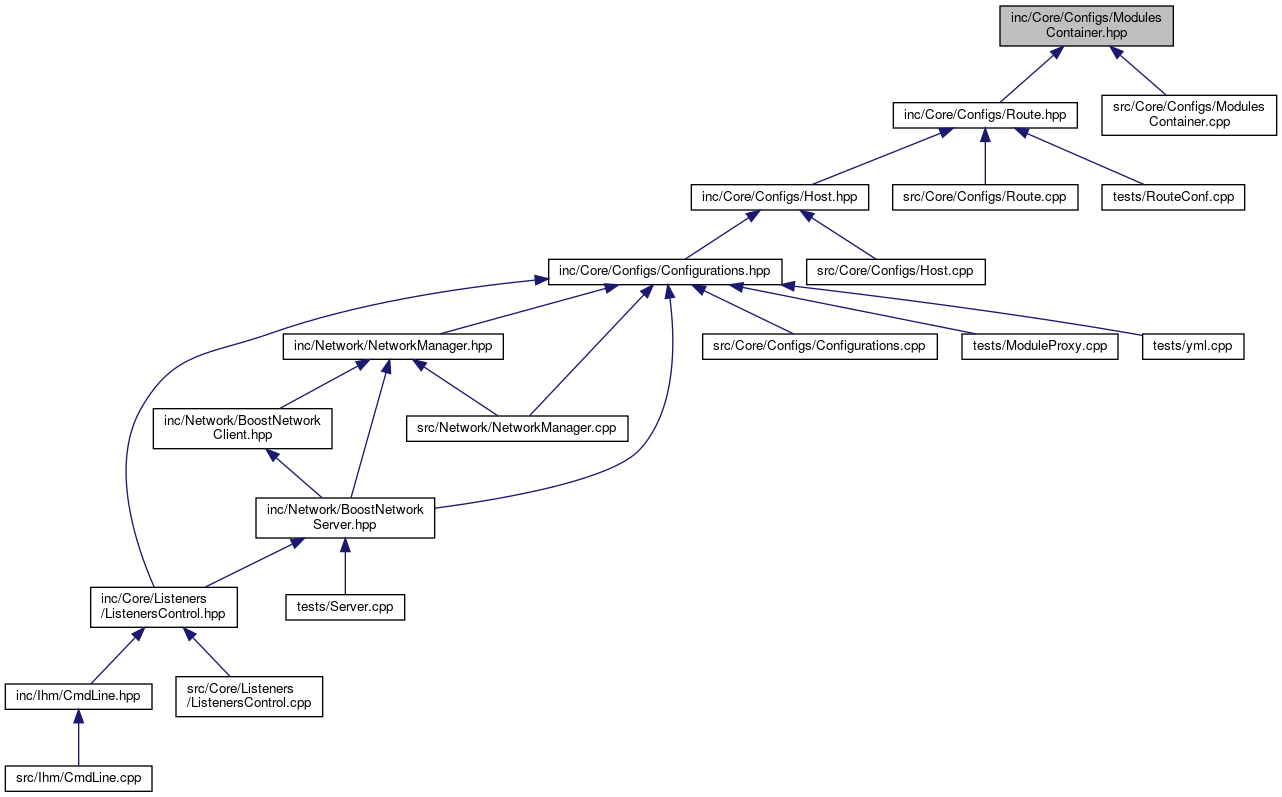 inc/Core/Configs/Modules
Container.hpp
src/Core/Configs/Modules
Container.cpp
inc/Core/Configs/Route.hpp
inc/Core/Configs/Host.hpp
src/Core/Configs/Route.cpp
tests/RouteConf.cpp
inc/Core/Configs/Configurations.hpp
src/Core/Configs/Host.cpp
inc/Network/NetworkManager.hpp
src/Core/Configs/Configurations.cpp
tests/ModuleProxy.cpp
tests/yml.cpp
inc/Network/BoostNetwork
Client.hpp
src/Network/NetworkManager.cpp
inc/Network/BoostNetwork
Server.hpp
inc/Core/Listeners
/ListenersControl.hpp
tests/Server.cpp
inc/Ihm/CmdLine.hpp
src/Core/Listeners
/ListenersControl.cpp
src/Ihm/CmdLine.cpp